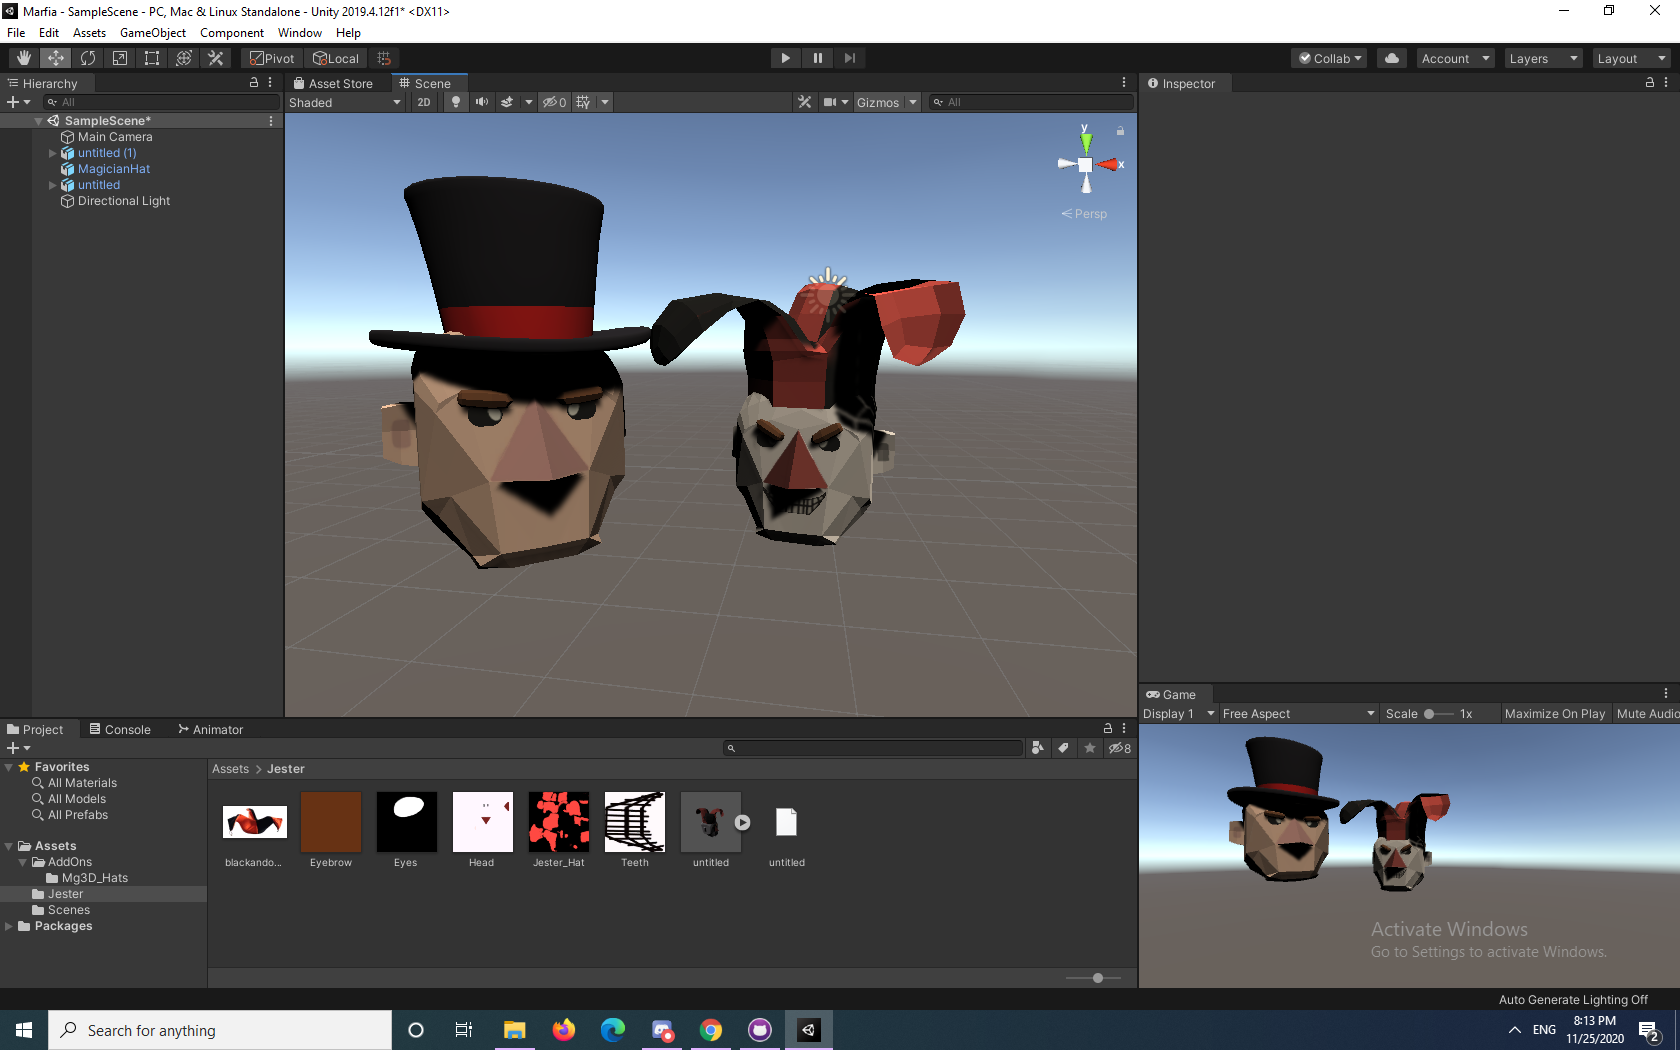 Marfia - SampleScene - PC, Mac & Linux Standalone - Unity 2019.4.12f1* <DX11>
File Edit Assets GameObject Component Window Help
Pivot Local Collab Account Layers Layout
Hierarchy
All
SampleScene*
Main Camera
untitled (1)
MagicianHat
untitled
Directional Light
Asset Store Scene
Shaded 2D 0 Gizmos All
y
x
Persp
Inspector
Game
Display 1 Free Aspect Scale 1x Maximize On Play Mute Audio
Project Console Animator
8
Favorites
All Materials
All Models
All Prefabs
Assets
AddOns
Mg3D_Hats
Jester
Scenes
Packages
Assets > Jester
blackando... Eyebrow Eyes Head Jester_Hat Teeth untitled untitled
Activate Windows
Go to Settings to activate Windows.
Auto Generate Lighting Off
Search for anything
ENG
8:13 PM
11/25/2020
2